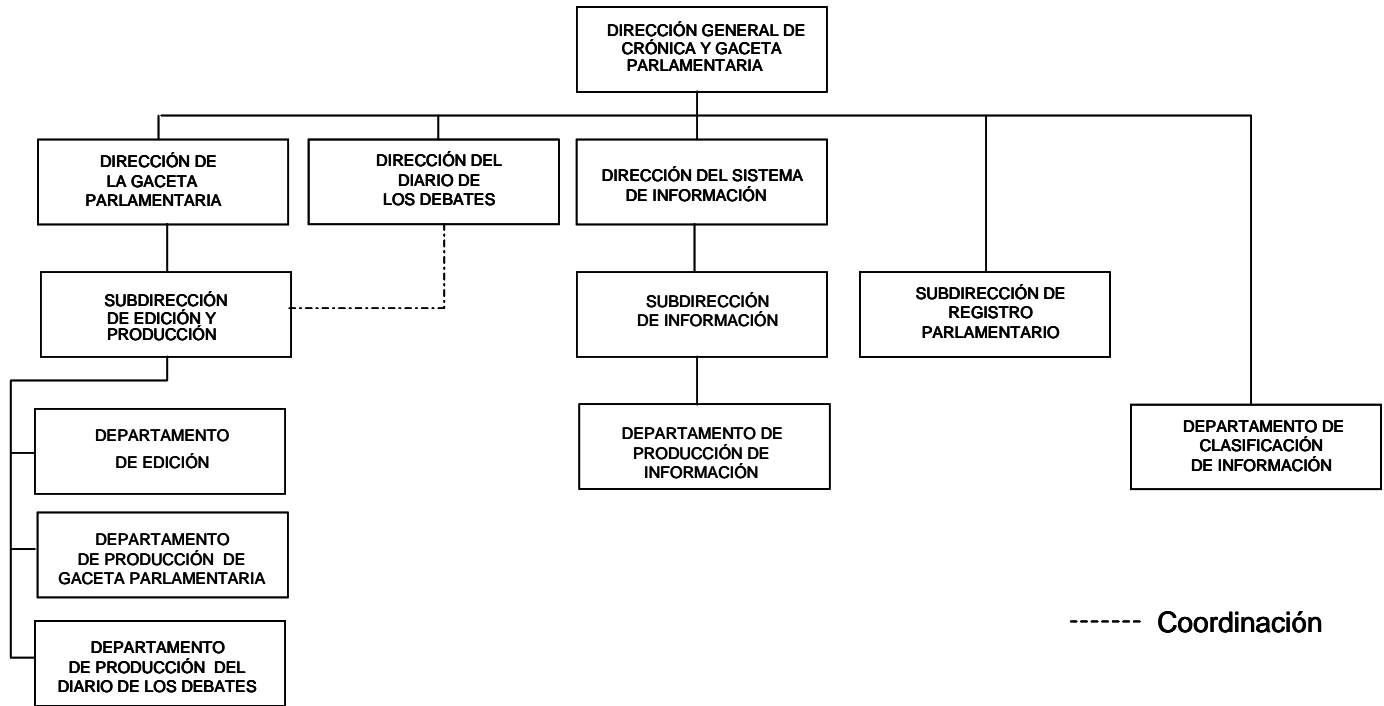 DIRECCIÓN GENERAL DE
CRÓNICA Y GACETA
PARLAMENTARIA
DIRECCIÓN DE
LA GACETA
PARLAMENTARIA
DIRECCIÓN DEL
DIARIO DE
LOS DEBATES
DIRECCIÓN DEL SISTEMA
DE INFORMACIÓN
SUBDIRECCIÓN
DE EDICIÓN Y
PRODUCCIÓN
SUBDIRECCIÓN
DE INFORMACIÓN
SUBDIRECCIÓN DE
REGISTRO
PARLAMENTARIO
DEPARTAMENTO
DE EDICIÓN
DEPARTAMENTO DE
PRODUCCIÓN DE
INFORMACIÓN
DEPARTAMENTO DE
CLASIFICACIÓN
DE INFORMACIÓN
DEPARTAMENTO
DE PRODUCCIÓN DE
GACETA PARLAMENTARIA
DEPARTAMENTO
DE PRODUCCIÓN DEL
DIARIO DE LOS DEBATES
Coordinación